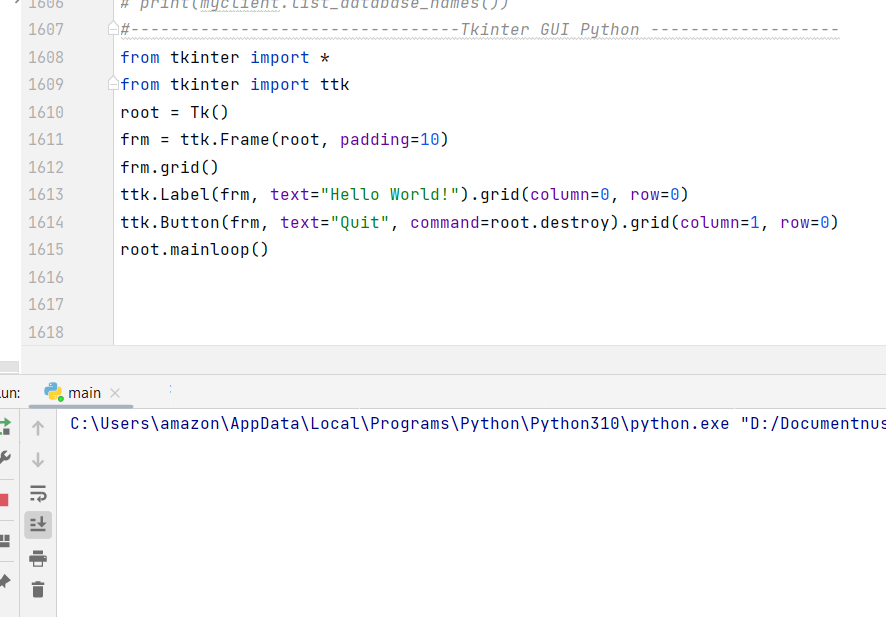 1606 # print(myclient.list_database_names())
1607 #---------------------------------Tkinter GUI Python -------------------
1608 from tkinter import *
1609 from tkinter import ttk
1610 root = Tk()
1611 frm = ttk.Frame(root, padding=10)
1612 frm.grid()
1613 ttk.Label(frm, text="Hello World!").grid(column=0, row=0)
1614 ttk.Button(frm, text="Quit", command=root.destroy).grid(column=1, row=0)
1615 root.mainloop()
1616
1617
1618
un: main
C:\Users\amazon\AppData\Local\Programs\Python\Python310\python.exe "D:/Documentnus